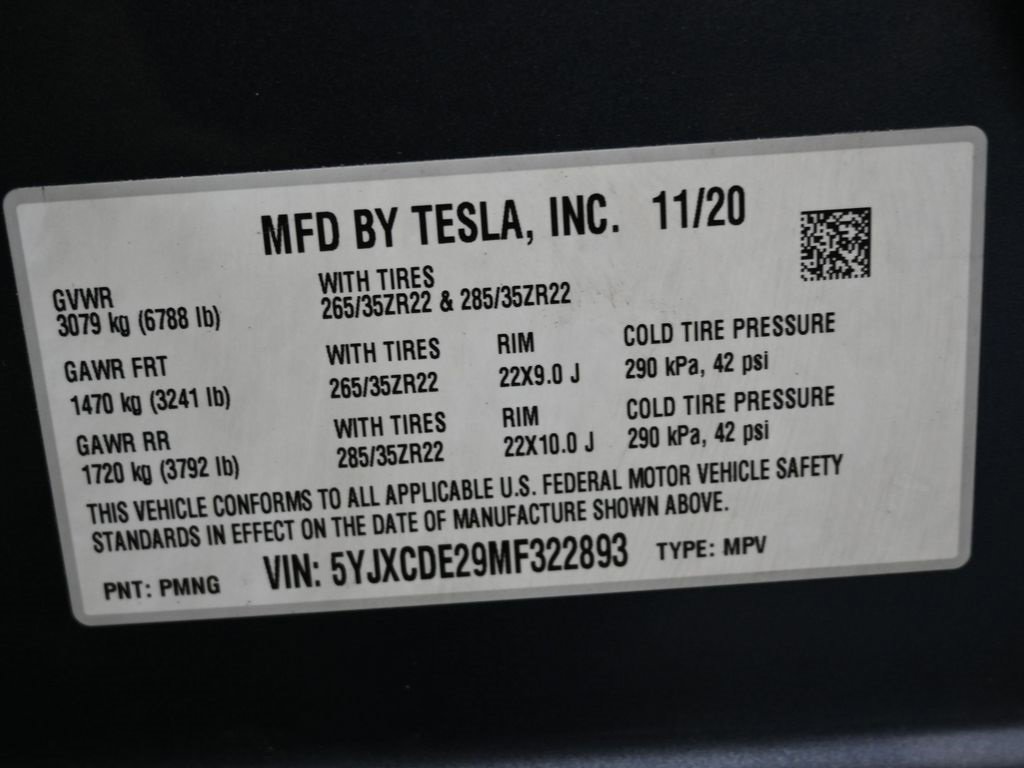 MFD BY TESLA, INC. 11/20
GVWR WITH TIRES
3079 kg (6788 lb) 265/35ZR22 & 285/35ZR22
GAWR FRT WITH TIRES RIM COLD TIRE PRESSURE
1470 kg (3241 lb) 265/35ZR22 22X9.0 J 290 kPa, 42 psi
GAWR RR WITH TIRES RIM COLD TIRE PRESSURE
1720 kg (3792 lb) 285/35ZR22 22X10.0 J 290 kPa, 42 psi
THIS VEHICLE CONFORMS TO ALL APPLICABLE U.S. FEDERAL MOTOR VEHICLE SAFETY
STANDARDS IN EFFECT ON THE DATE OF MANUFACTURE SHOWN ABOVE.
PNT: PMNG VIN: 5YJXCDE29MF322893 TYPE: MPV